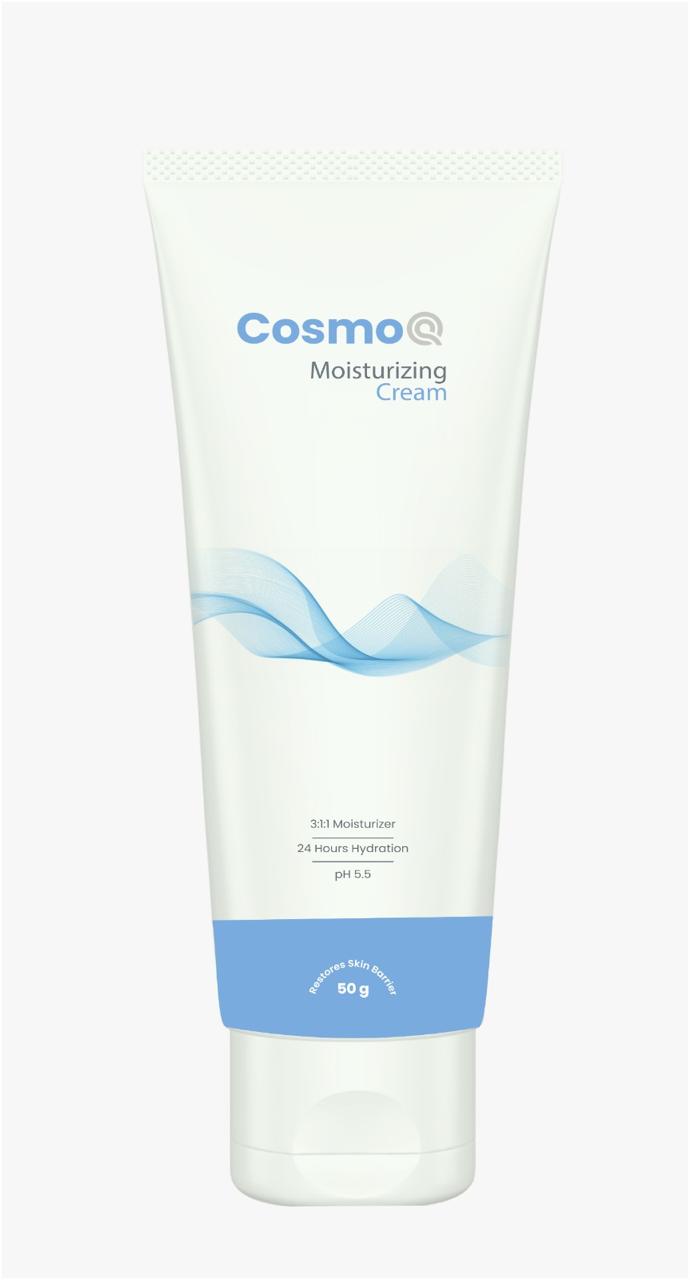 CosmoQ
Moisturizing
Cream
3:1:1 Moisturizer
24 Hours Hydration
pH 5.5
Restores Skin Barrier
50 g